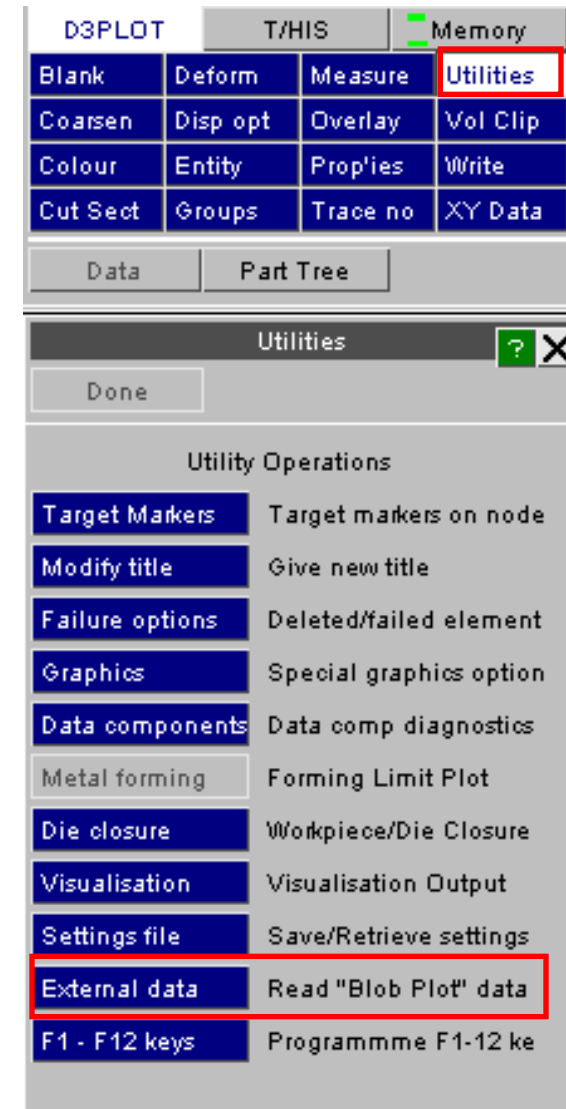 D3PLOT T/HIS Memory
Blank Deform Measure Utilities
Coarsen Disp opt Overlay Vol Clip
Colour Entity Prop'ies Write
Cut Sect Groups Trace no XY Data
Data Part Tree
Utilities ? X
Done
Utility Operations
Target Markers Target markers on node
Modify title Give new title
Failure options Deleted/failed element
Graphics Special graphics option
Data components Data comp diagnostics
Metal forming Forming Limit Plot
Die closure Workpiece/Die Closure
Visualisation Visualisation Output
Settings file Save/Retrieve settings
External data Read "Blob Plot" data
F1 - F12 keys Programmme F1-12 ke